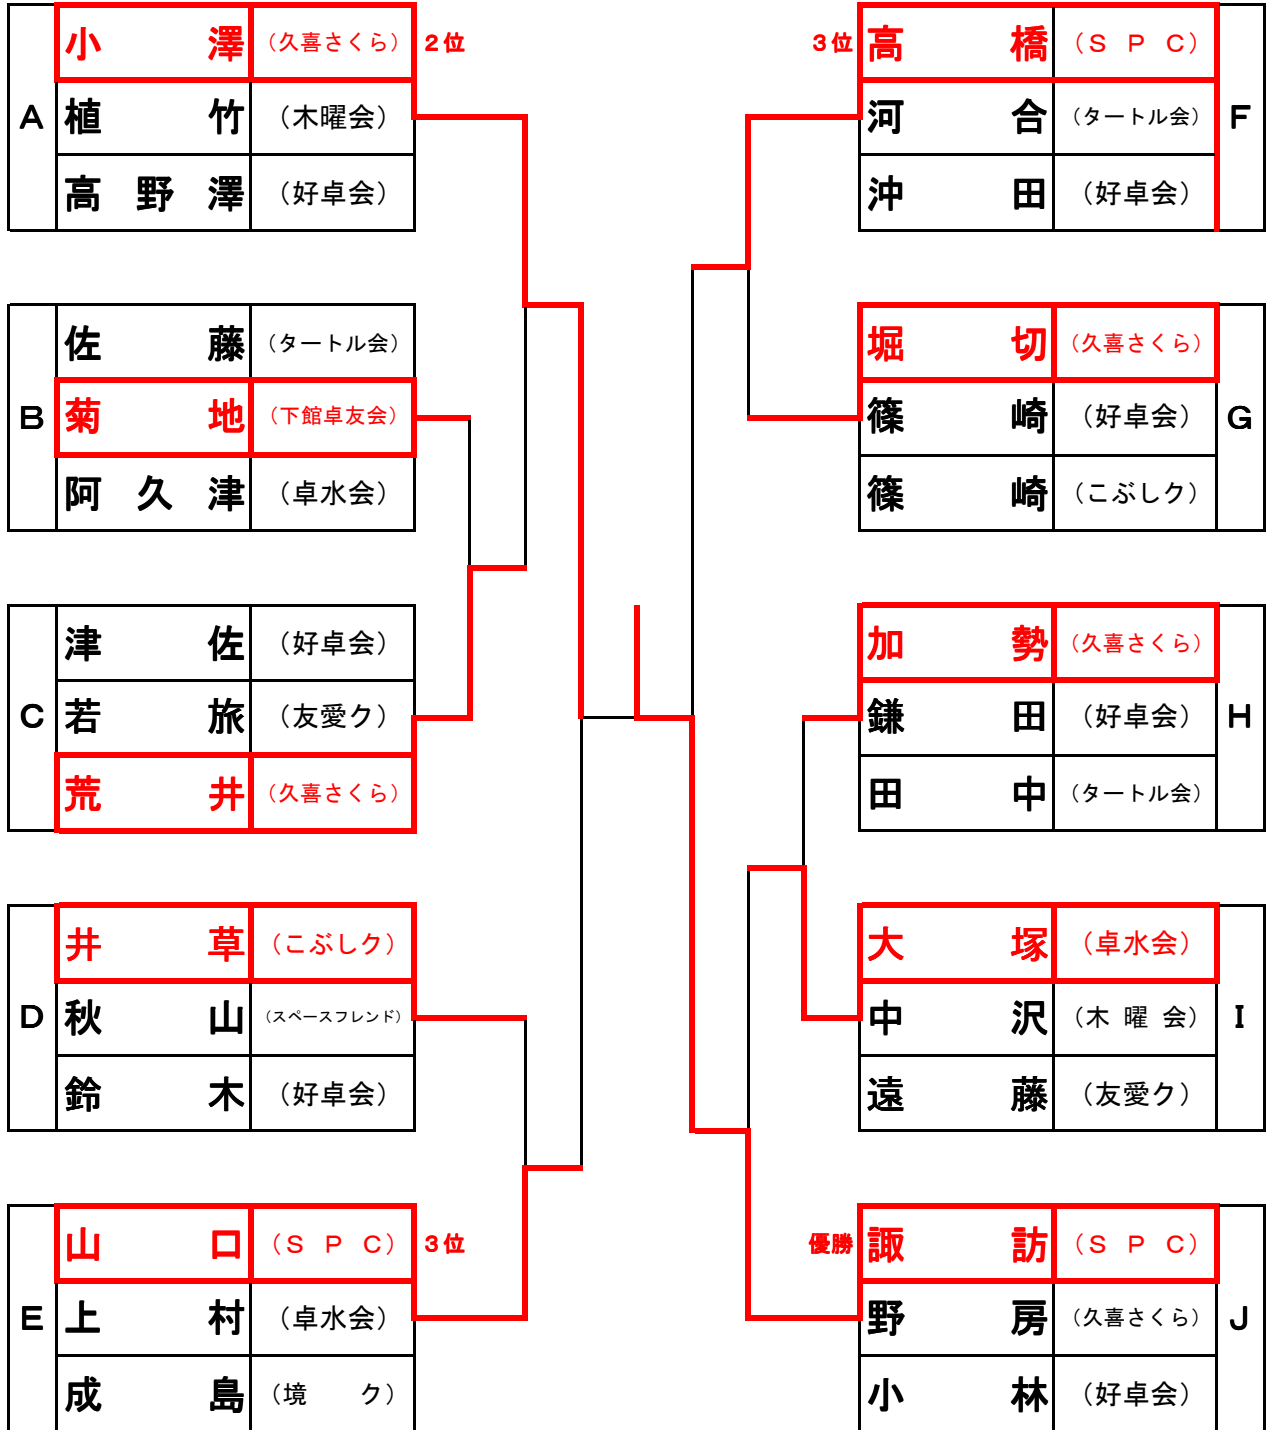 小澤 （久喜さくら） ２位
A 植竹 （木曜会）
高野澤 （好卓会）
佐藤 （タートル会）
B 菊地 （下館卓友会）
阿久津 （卓水会）
津佐 （好卓会）
C 若旅 （友愛ク）
荒井 （久喜さくら）
井草 （こぶしク）
D 秋山 （スペースフレンド）
鈴木 （好卓会）
山口 （ＳＰＣ） ３位
E 上村 （卓水会）
成島 （境　ク）
３位 高橋 （ＳＰＣ）
河合 （タートル会） F
沖田 （好卓会）
堀切 （久喜さくら）
篠崎 （好卓会） G
篠崎 （こぶしク）
加勢 （久喜さくら）
鎌田 （好卓会） H
田中 （タートル会）
大塚 （卓水会）
中沢 （木曜会） I
遠藤 （友愛ク）
優勝 諏訪 （ＳＰＣ）
野房 （久喜さくら） J
小林 （好卓会）